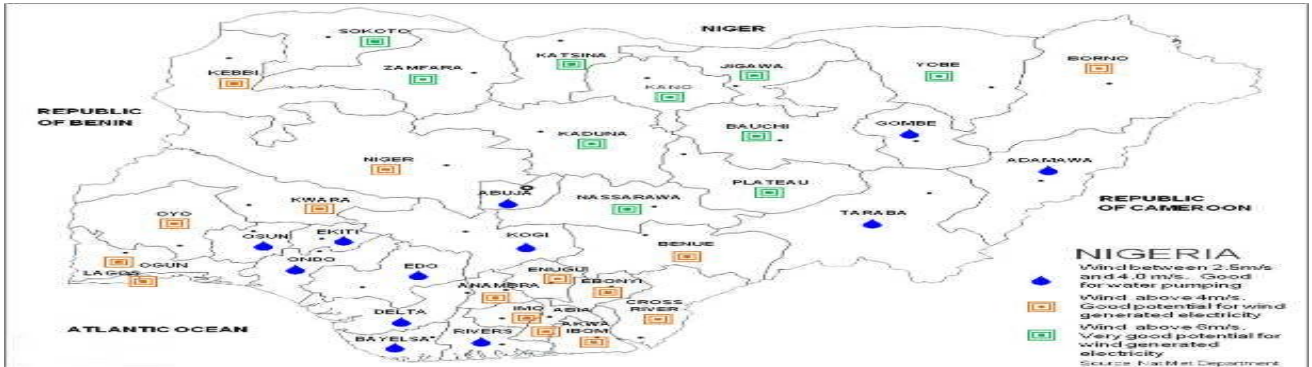 SOKOTO
NIGER
KATSINA
KEBBI
ZAMFARA
JIGAWA
YOBE
BORNO
KANO
REPUBLIC
OF BENIN
KADUNA
BAUCHI
GOMBE
NIGER
ADAMAWA
ABUJA
NASSARAWA
PLATEAU
REPUBLIC
OF CAMEROON
KWARA
OYO
TARABA
OSUN
EKITI
KOGI
BENUE
LAGOS
OGUN
ONDO
EDO
ENUGU
ANAMBRA
EBONYI
IMO
ABIA
CROSS
RIVER
DELTA
AKWA
IBOM
BAYELSA
RIVERS
ATLANTIC OCEAN
NIGERIA
Wind between 2.5m/s
and 4.0 m/s. Good
for water pumping
Wind above 4m/s.
Good potential for wind
generated electricity
Wind above 6m/s.
Very good potential for
wind generated
electricity
Source: Nat Met Department